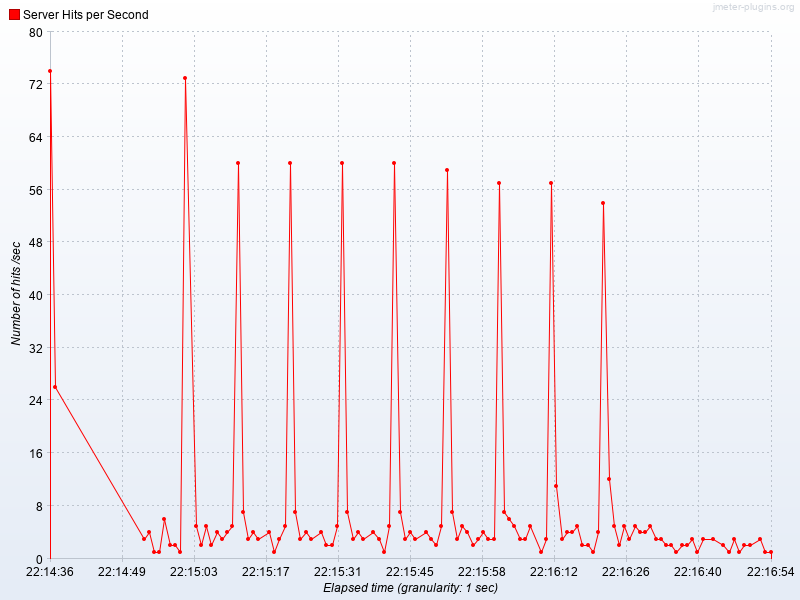 jmeter-plugins.org
Server Hits per Second
80
72
64
56
48
40
32
24
16
8
0
Number of hits /sec
22:14:36 22:14:49 22:15:03 22:15:17 22:15:31 22:15:45 22:15:58 22:16:12 22:16:26 22:16:40 22:16:54
Elapsed time (granularity: 1 sec)